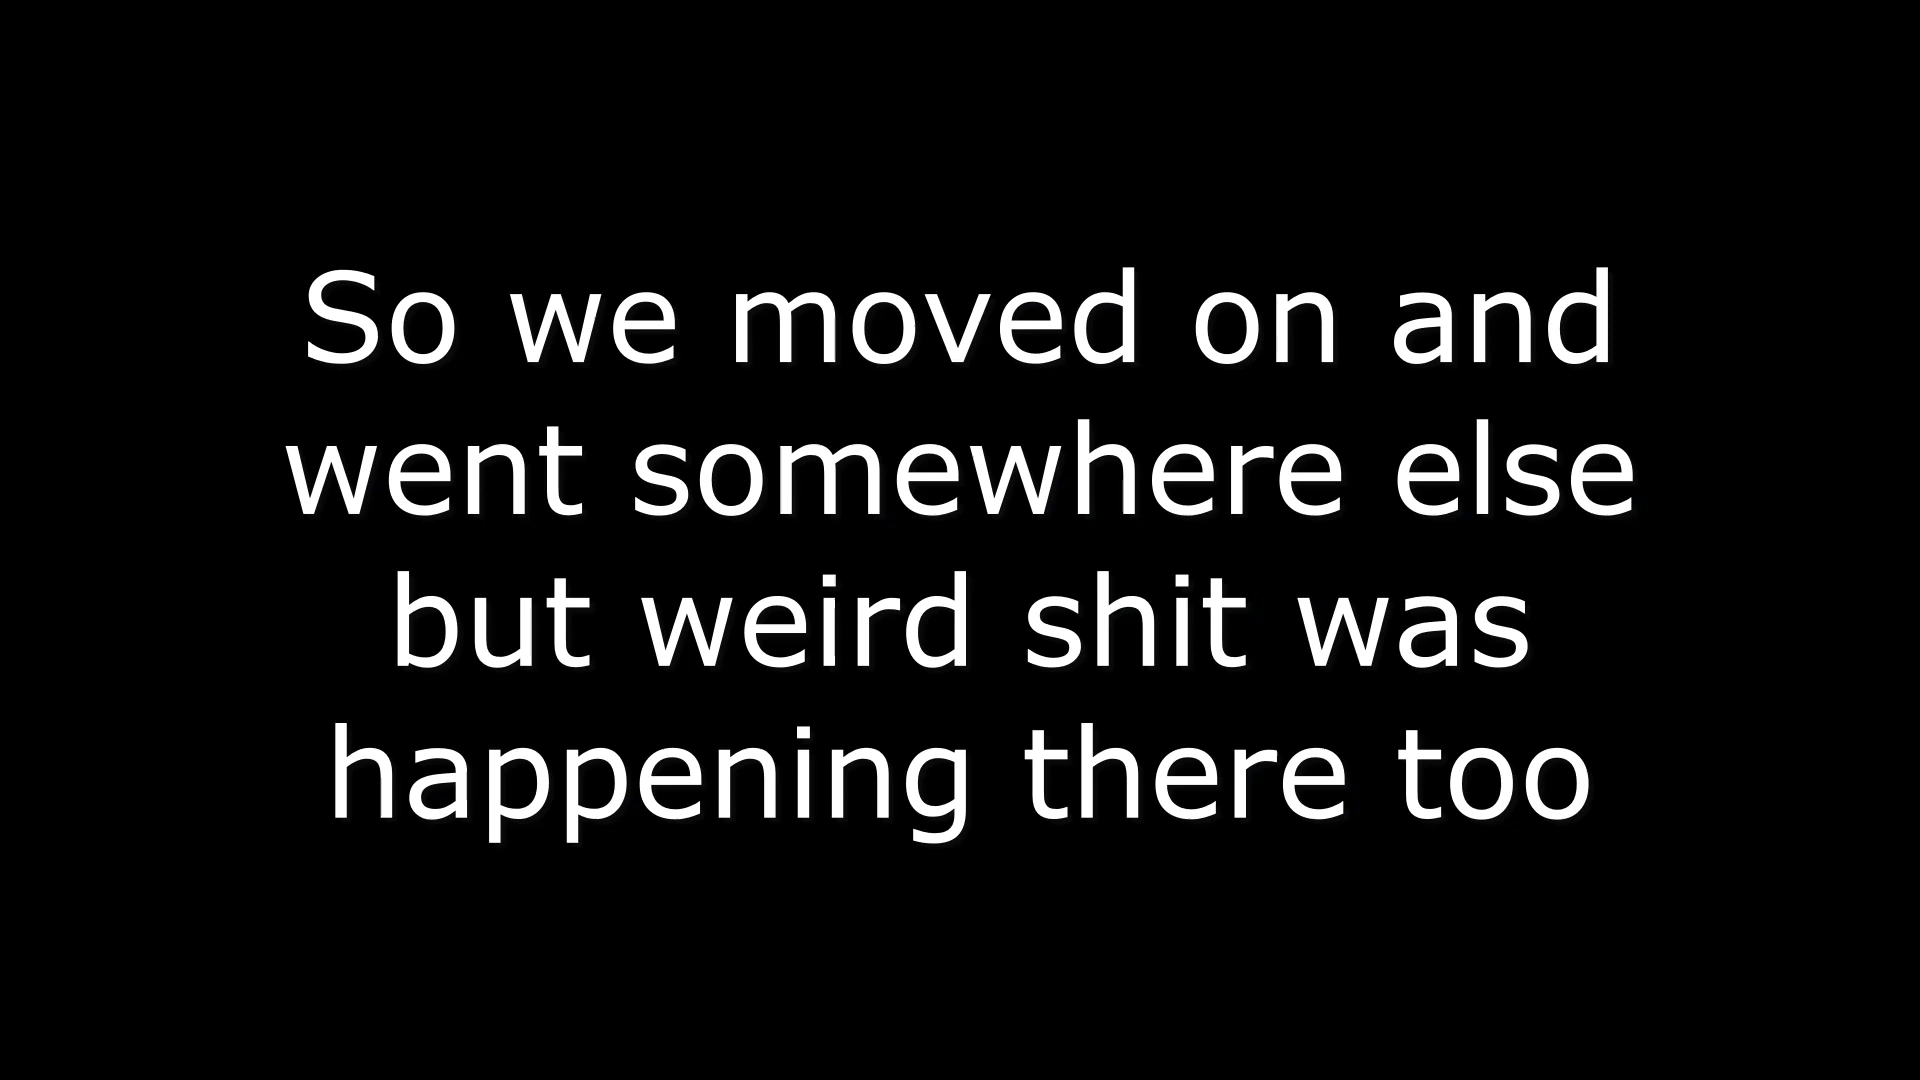 So we moved on and
went somewhere else
but weird shit was
happening there too